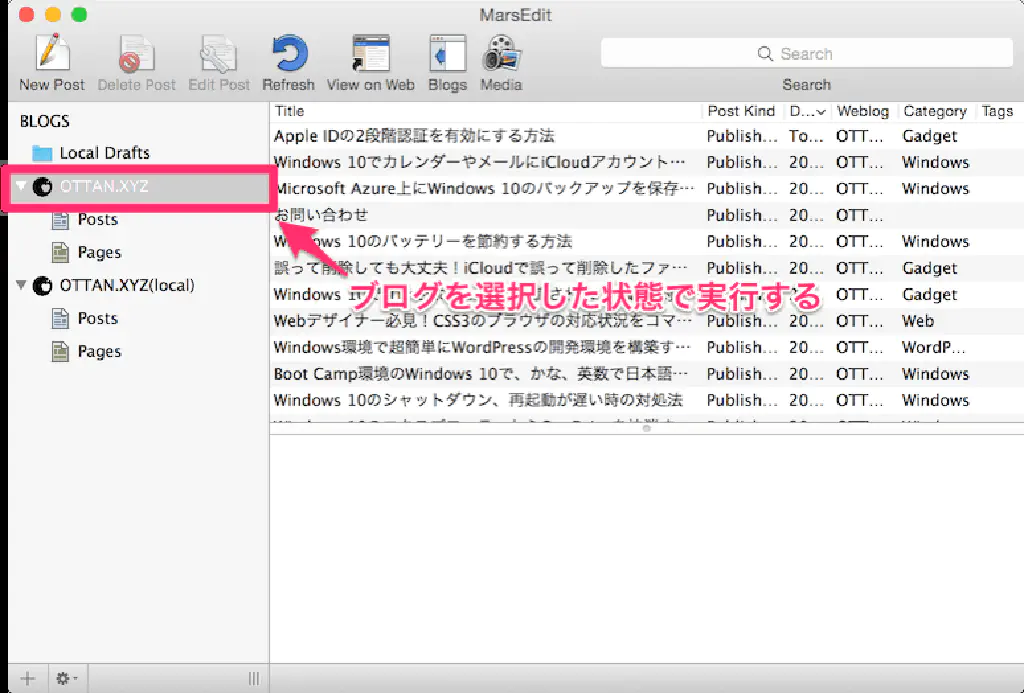 MarsEdit
New Post Delete Post Edit Post Refresh View on Web Blogs Media Search
Search
BLOGS
Local Drafts
OTTAN.XYZ
Posts
Pages
OTTAN.XYZ(local)
Posts
Pages
Title Post Kind D... Weblog Category Tags
Apple IDの2段階認証を有効にする方法 Publish... To... OTT... Gadget
Windows 10でカレンダーやメールにiCloudアカウント… Publish... 20... OTT... Windows
Microsoft Azure上にWindows 10のバックアップを保存… Publish... 20... OTT... Windows
お問い合わせ Publish... 20... OTT...
Windows 10のバッテリーを節約する方法 Publish... 20... OTT... Windows
誤って削除しても大丈夫！iCloudで誤って削除したファ… Publish... 20... OTT... Gadget
Windows 10 Publish... 20... OTT... Gadget
ブログを選択した状態で実行する
Webデザイナー必見！CSS3のブラウザの対応状況をコマ… Publish... 20... OTT... Web
Windows環境で超簡単にWordPressの開発環境を構築す… Publish... 20... OTT... WordP...
Boot Camp環境のWindows 10で、かな、英数で日本語… Publish... 20... OTT... Windows
Windows 10のシャットダウン、再起動が遅い時の対処法 Publish... 20... OTT... Windows